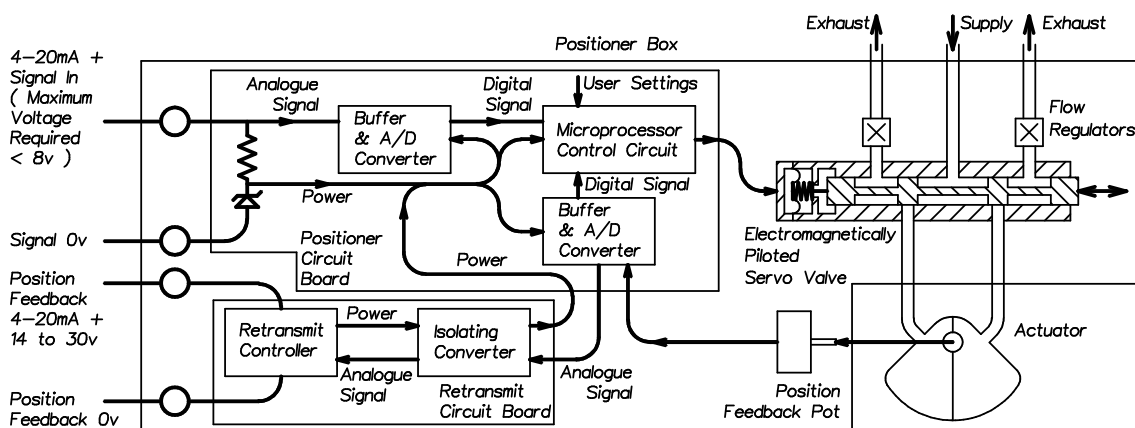 Exhaust
Supply
Exhaust
Positioner Box
4-20mA +
Signal In
( Maximum
Voltage
Required
< 8v )
Analogue
Signal
Digital
Signal
User Settings
Buffer
& A/D
Converter
Microprocessor
Control Circuit
Flow
Regulators
Power
Digital Signal
Buffer
& A/D
Converter
Signal 0v
Positioner
Circuit
Board
Power
Electromagnetically
Piloted
Servo Valve
Position
Feedback
4-20mA +
14 to 30v
Retransmit
Controller
Power
Isolating
Converter
Analogue
Signal
Retransmit
Circuit Board
Analogue
Signal
Actuator
Position
Feedback Pot
Position
Feedback 0v